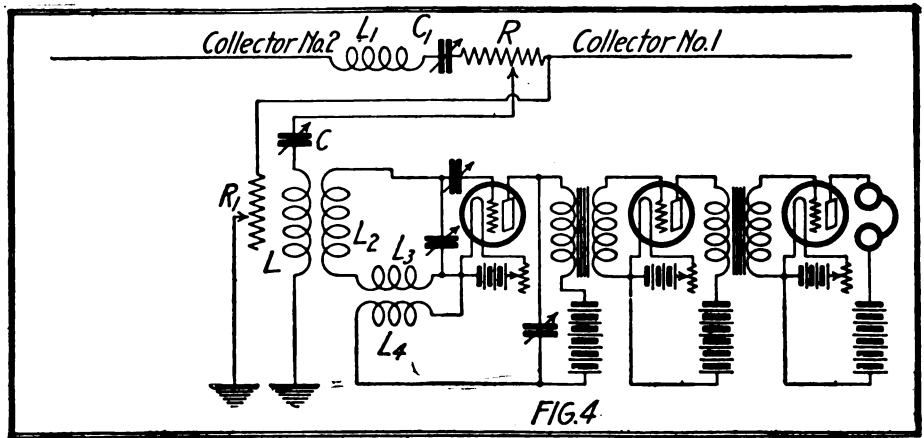 Collector No.2 L1 C1 R Collector No.1
C
R1 L L2 L3
L4
FIG.4